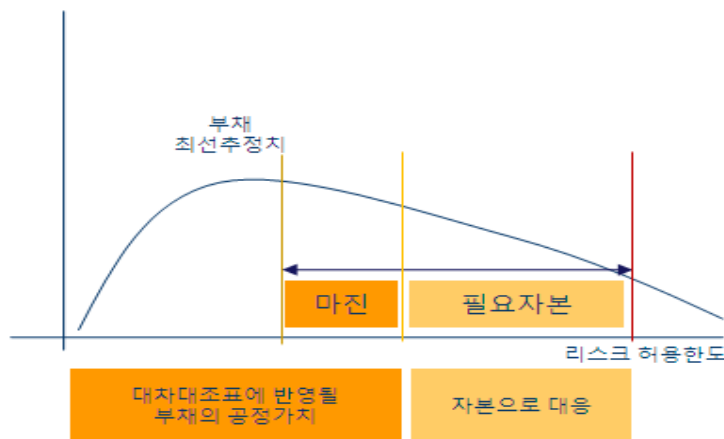 부채
최선추정치
마진
필요자본
리스크 허용한도
대차대조표에 반영될
부채의 공정가치
자본으로 대응